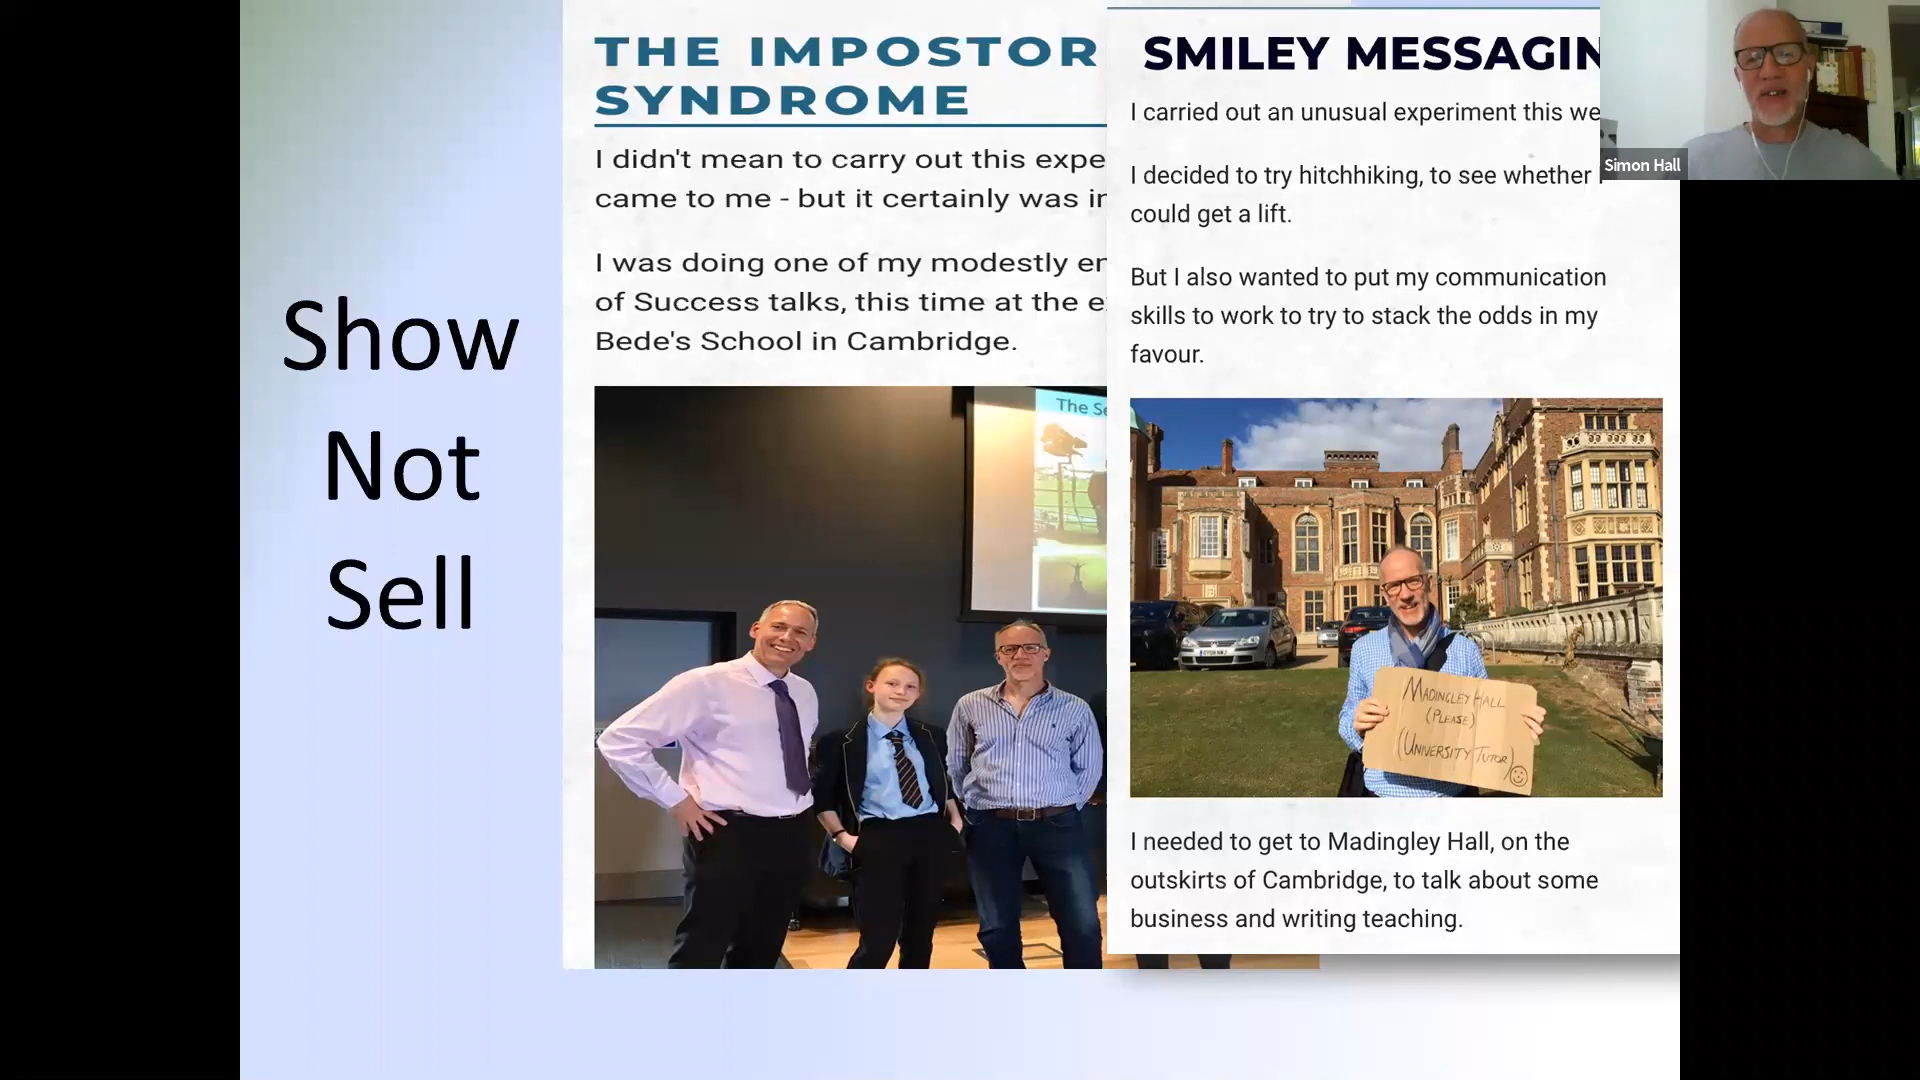 Show
Not
Sell
THE IMPOSTOR
SYNDROME
I didn't mean to carry out this expe
came to me - but it certainly was in
I was doing one of my modestly en
of Success talks, this time at the e
Bede's School in Cambridge.
The Se
SMILEY MESSAGIN
I carried out an unusual experiment this we
I decided to try hitchhiking, to see whether I
could get a lift.
But I also wanted to put my communication
skills to work to try to stack the odds in my
favour.
MADINGLEY HALL
(PLEASE)
(UNIVERSITY TUTOR)
I needed to get to Madingley Hall, on the
outskirts of Cambridge, to talk about some
business and writing teaching.
Simon Hall